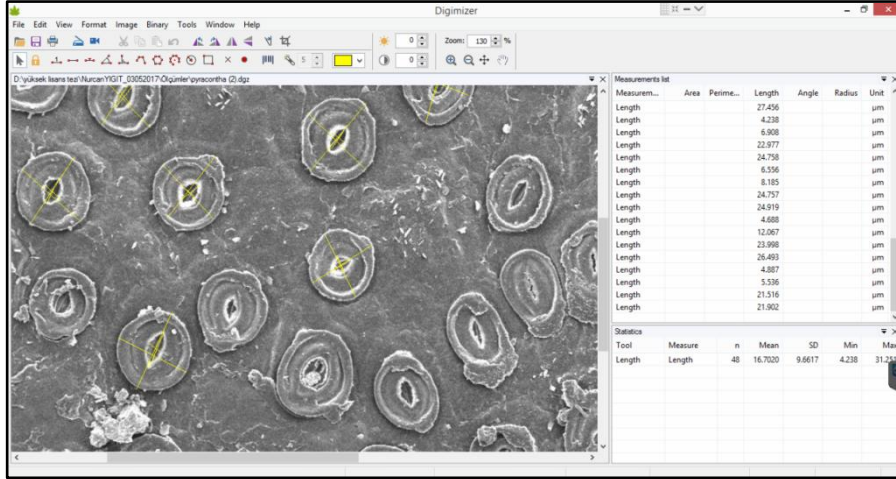 Digimizer
File Edit View Format Image Binary Tools Window Help
5 0 0 Zoom: 130 %
D:\yüksek lisans tezi\NurcanYIGIT_03052017\Ölçümler\pyracontha (2).dgz
Measurements list
Measurem... Area Perime... Length Angle Radius Unit
Length 27.456 µm
Length 4.238 µm
Length 6.908 µm
Length 22.977 µm
Length 24.758 µm
Length 6.556 µm
Length 8.185 µm
Length 24.757 µm
Length 24.919 µm
Length 4.688 µm
Length 12.067 µm
Length 23.998 µm
Length 26.493 µm
Length 4.887 µm
Length 5.536 µm
Length 21.516 µm
Length 21.902 µm
Statistics
Tool Measure n Mean SD Min Max
Length Length 48 16.7020 9.6617 4.238